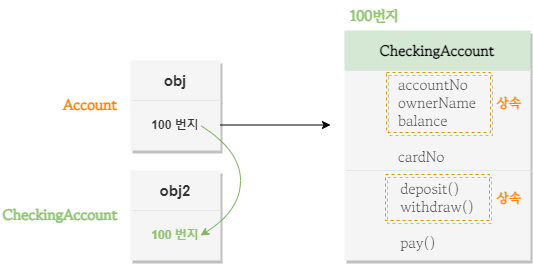 100번지
CheckingAccount
obj
accountNo
Account
ownerName
상속
100 번지
balance
cardNo
obj2
deposit()
CheckingAccount
withdraw()
상속
100 번지
pay()